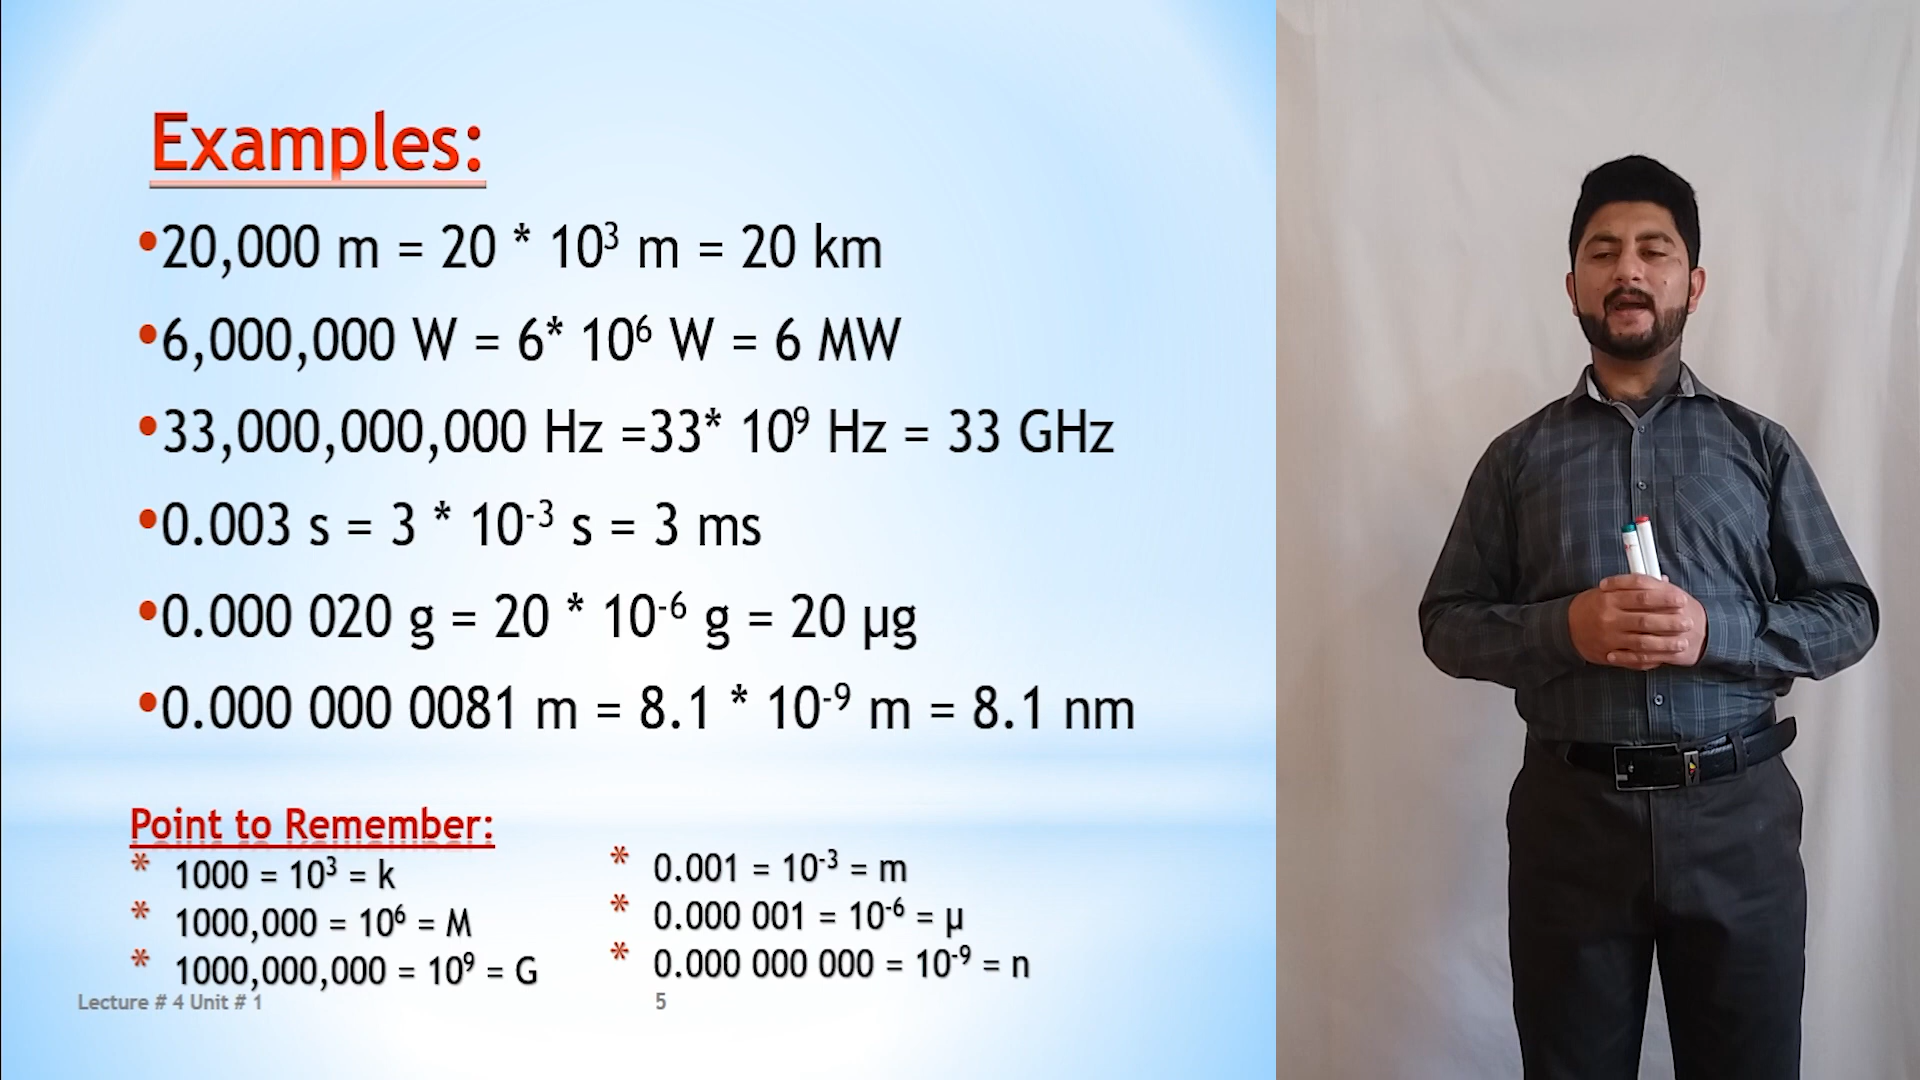 Examples:
•20,000 m = 20 * 10³ m = 20 km
•6,000,000 W = 6* 10⁶ W = 6 MW
•33,000,000,000 Hz =33* 10⁹ Hz = 33 GHz
•0.003 s = 3 * 10⁻³ s = 3 ms
•0.000 020 g = 20 * 10⁻⁶ g = 20 µg
•0.000 000 0081 m = 8.1 * 10⁻⁹ m = 8.1 nm
Point to Remember:
* 1000 = 10³ = k
* 1000,000 = 10⁶ = M
* 1000,000,000 = 10⁹ = G
* 0.001 = 10⁻³ = m
* 0.000 001 = 10⁻⁶ = µ
* 0.000 000 000 = 10⁻⁹ = n
Lecture # 4 Unit # 1
5